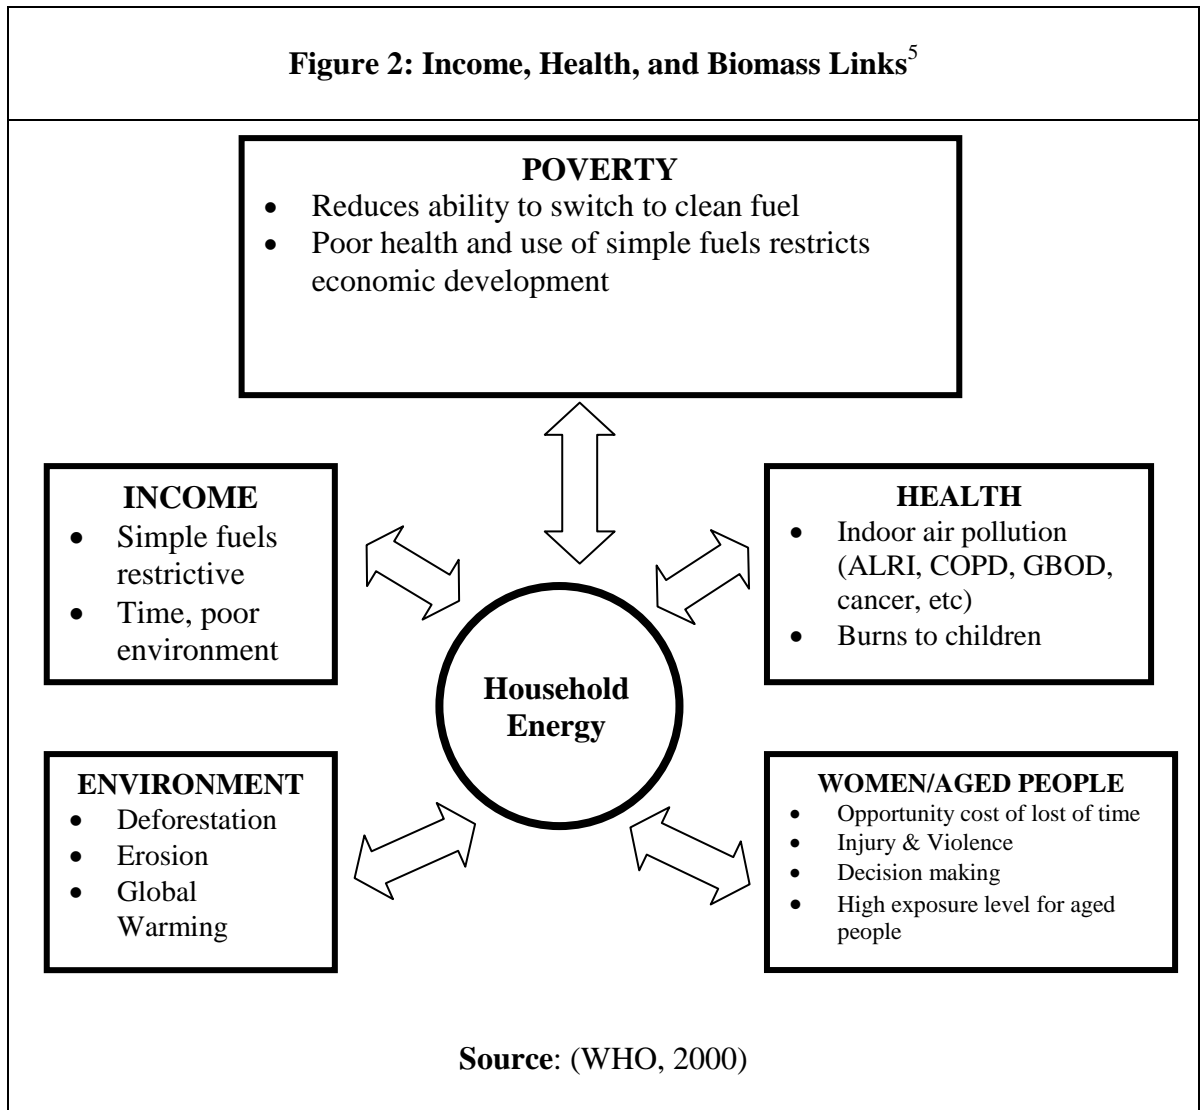 Figure 2: Income, Health, and Biomass Links5
POVERTY
• Reduces ability to switch to clean fuel
• Poor health and use of simple fuels restricts
economic development
INCOME
• Simple fuels
restrictive
• Time, poor
environment
HEALTH
• Indoor air pollution
(ALRI, COPD, GBOD,
cancer, etc)
• Burns to children
Household
Energy
ENVIRONMENT
• Deforestation
• Erosion
• Global
Warming
WOMEN/AGED PEOPLE
• Opportunity cost of lost of time
• Injury & Violence
• Decision making
• High exposure level for aged
people
Source: (WHO, 2000)